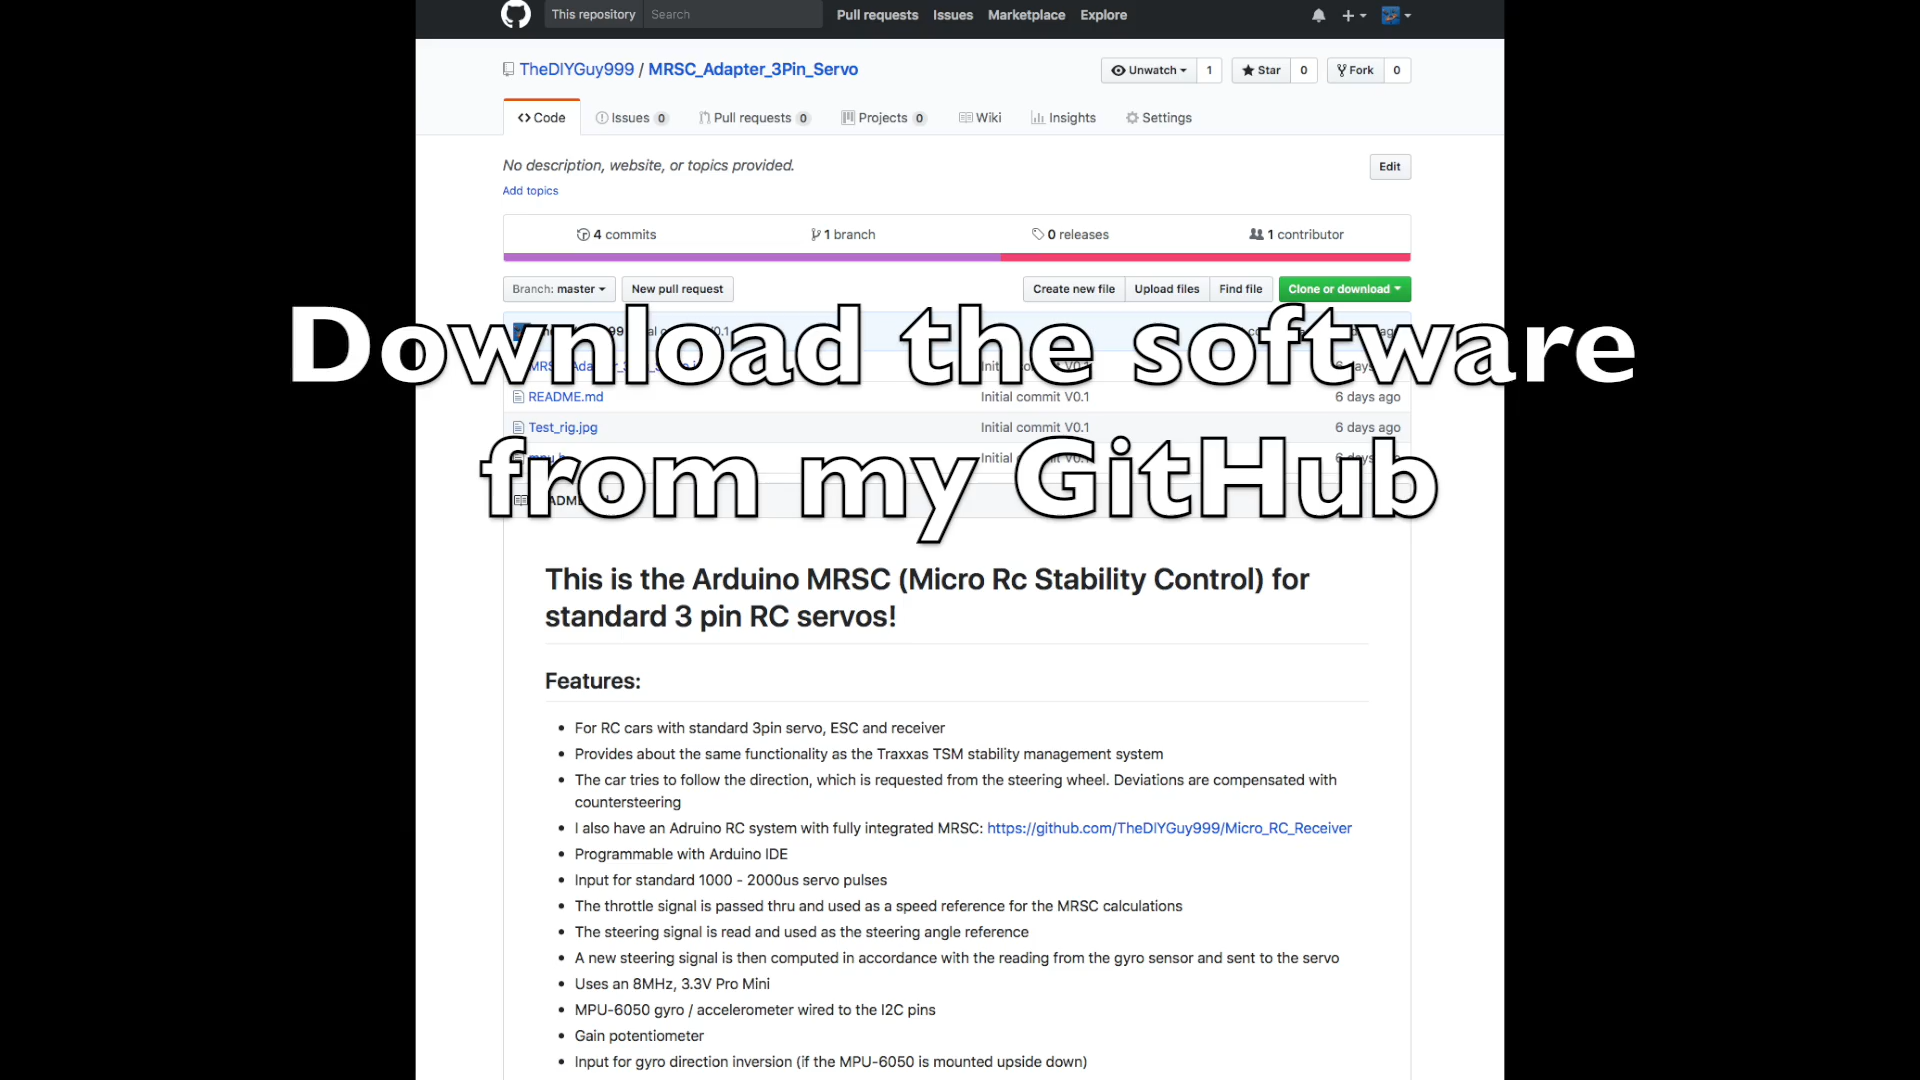 This repository Search Pull requests Issues Marketplace Explore
TheDIYGuy999 / MRSC_Adapter_3Pin_Servo Unwatch 1 Star 0 Fork 0
Code Issues 0 Pull requests 0 Projects 0 Wiki Insights Settings
No description, website, or topics provided. Edit
Add topics
4 commits 1 branch 0 releases 1 contributor
Branch: master New pull request Create new file Upload files Find file Clone or download
Download the software
README.md Initial commit V0.1 6 days ago
Test_rig.jpg Initial commit V0.1 6 days ago
from my GitHub
This is the Arduino MRSC (Micro Rc Stability Control) for
standard 3 pin RC servos!
Features:
For RC cars with standard 3pin servo, ESC and receiver
Provides about the same functionality as the Traxxas TSM stability management system
The car tries to follow the direction, which is requested from the steering wheel. Deviations are compensated with
countersteering
I also have an Adruino RC system with fully integrated MRSC: https://github.com/TheDIYGuy999/Micro_RC_Receiver
Programmable with Arduino IDE
Input for standard 1000 - 2000us servo pulses
The throttle signal is passed thru and used as a speed reference for the MRSC calculations
The steering signal is read and used as the steering angle reference
A new steering signal is then computed in accordance with the reading from the gyro sensor and sent to the servo
Uses an 8MHz, 3.3V Pro Mini
MPU-6050 gyro / accelerometer wired to the I2C pins
Gain potentiometer
Input for gyro direction inversion (if the MPU-6050 is mounted upside down)